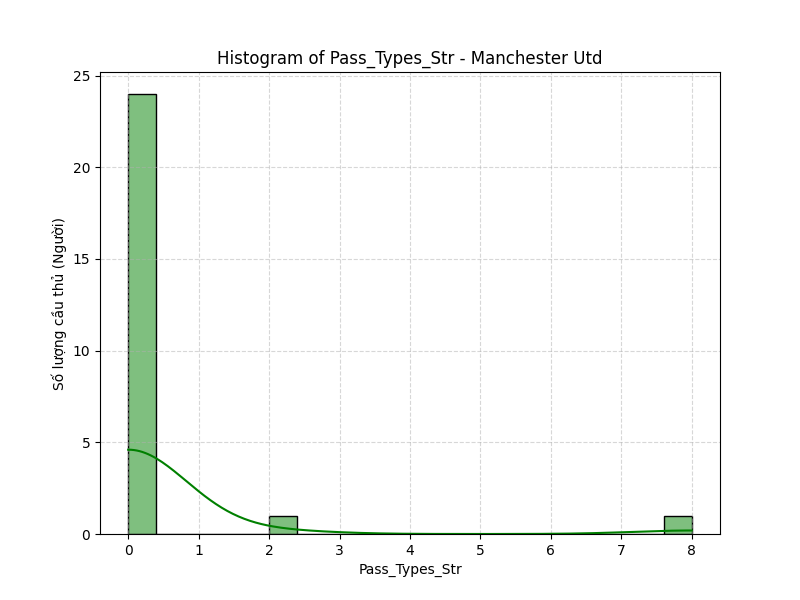 Histogram of Pass_Types_Str - Manchester Utd
25
20
15
10
5
0
Số lượng cầu thủ (Người)
0 1 2 3 4 5 6 7 8
Pass_Types_Str